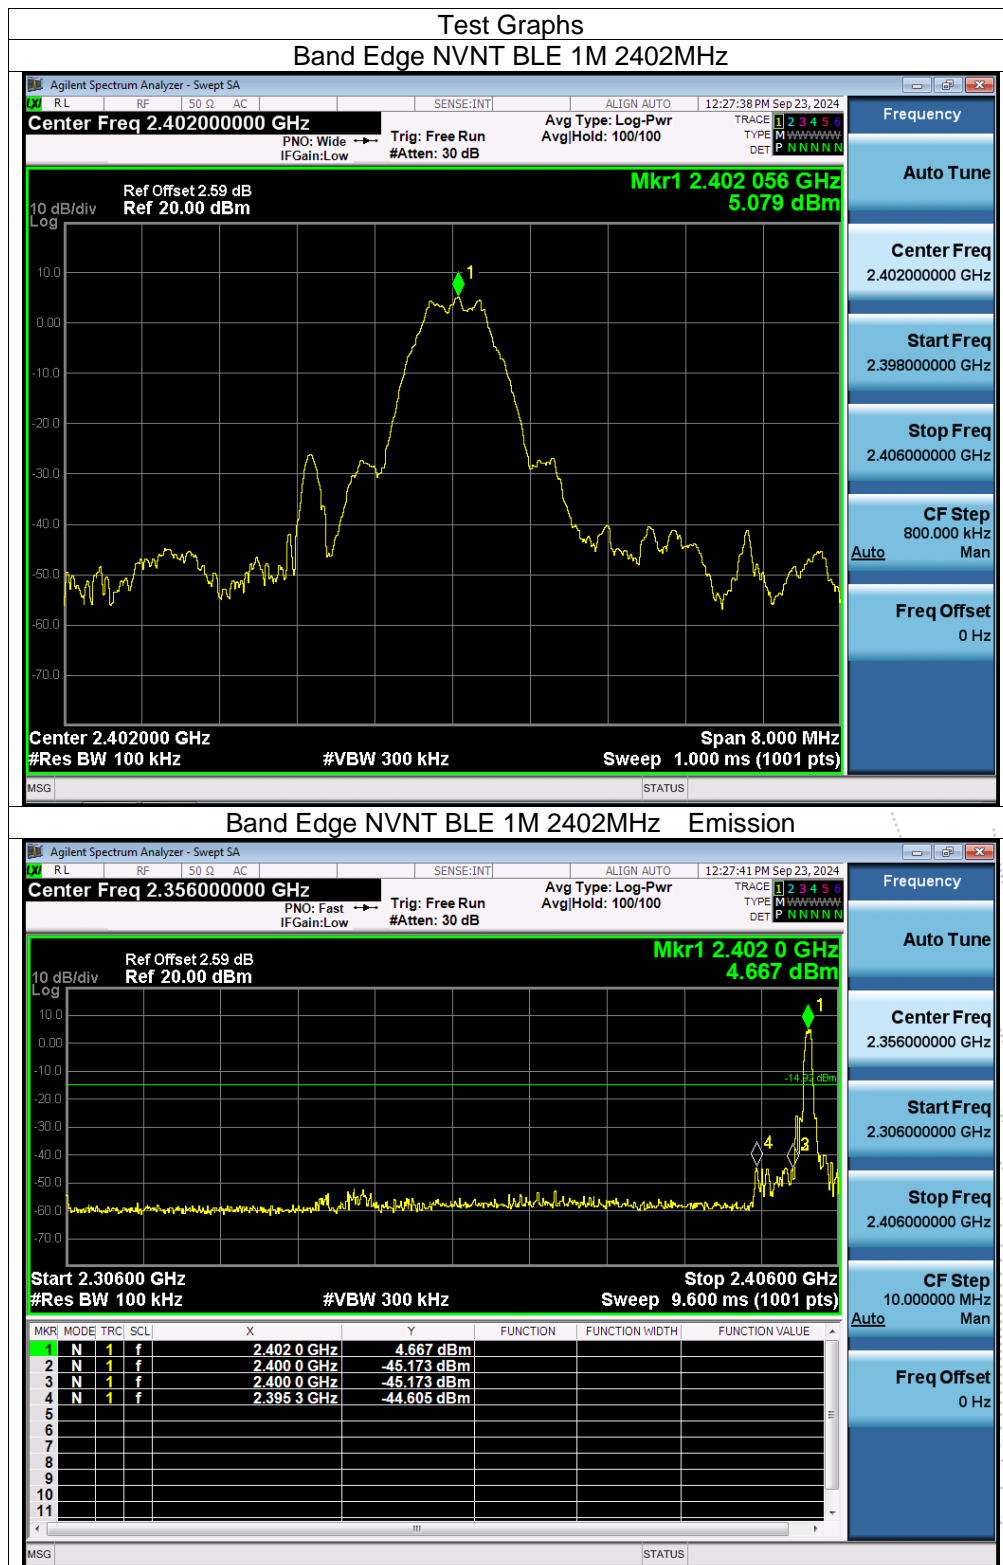 Test Graphs
Band Edge NVNT BLE 1M 2402MHz
Agilent Spectrum Analyzer - Swept SA
LXI RL RF 50 Ω AC SENSE:INT ALIGN AUTO 12:27:38 PM Sep 23, 2024
Center Freq 2.402000000 GHz
PNO: Wide
IFGain:Low
Trig: Free Run
#Atten: 30 dB
Avg Type: Log-Pwr
Avg|Hold: 100/100
TRACE 1 2 3 4 5 6
TYPE M WWWWW
DET P N N N N N
Frequency
Auto Tune
Center Freq
2.402000000 GHz
Start Freq
2.398000000 GHz
Stop Freq
2.406000000 GHz
CF Step
800.000 kHz
Auto Man
Freq Offset
0 Hz
Mkr1 2.402 056 GHz
5.079 dBm
Ref Offset 2.59 dB
10 dB/div Ref 20.00 dBm
Log
1
10.0
0.00
-10.0
-20.0
-30.0
-40.0
-50.0
-60.0
-70.0
Center 2.402000 GHz Span 8.000 MHz
#Res BW 100 kHz #VBW 300 kHz Sweep 1.000 ms (1001 pts)
MSG STATUS
Band Edge NVNT BLE 1M 2402MHz Emission
Agilent Spectrum Analyzer - Swept SA
LXI RL RF 50 Ω AC SENSE:INT ALIGN AUTO 12:27:41 PM Sep 23, 2024
Center Freq 2.356000000 GHz
PNO: Fast
IFGain:Low
Trig: Free Run
#Atten: 30 dB
Avg Type: Log-Pwr
Avg|Hold: 100/100
TRACE 1 2 3 4 5 6
TYPE M WWWWW
DET P N N N N N
Frequency
Auto Tune
Center Freq
2.356000000 GHz
Start Freq
2.306000000 GHz
Stop Freq
2.406000000 GHz
CF Step
10.000000 MHz
Auto Man
Freq Offset
0 Hz
Mkr1 2.402 0 GHz
4.667 dBm
Ref Offset 2.59 dB
10 dB/div Ref 20.00 dBm
Log
1
10.0
0.00
-10.0
-14.92 dBm
-20.0
-30.0
-40.0
4
3
-50.0
-60.0
-70.0
Start 2.30600 GHz Stop 2.40600 GHz
#Res BW 100 kHz #VBW 300 kHz Sweep 9.600 ms (1001 pts)
MKR MODE TRC SCL X Y FUNCTION FUNCTION WIDTH FUNCTION VALUE
1 N 1 f 2.402 0 GHz 4.667 dBm
2 N 1 f 2.400 0 GHz -45.173 dBm
3 N 1 f 2.400 0 GHz -45.173 dBm
4 N 1 f 2.395 3 GHz -44.605 dBm
5
6
7
8
9
10
11
MSG STATUS